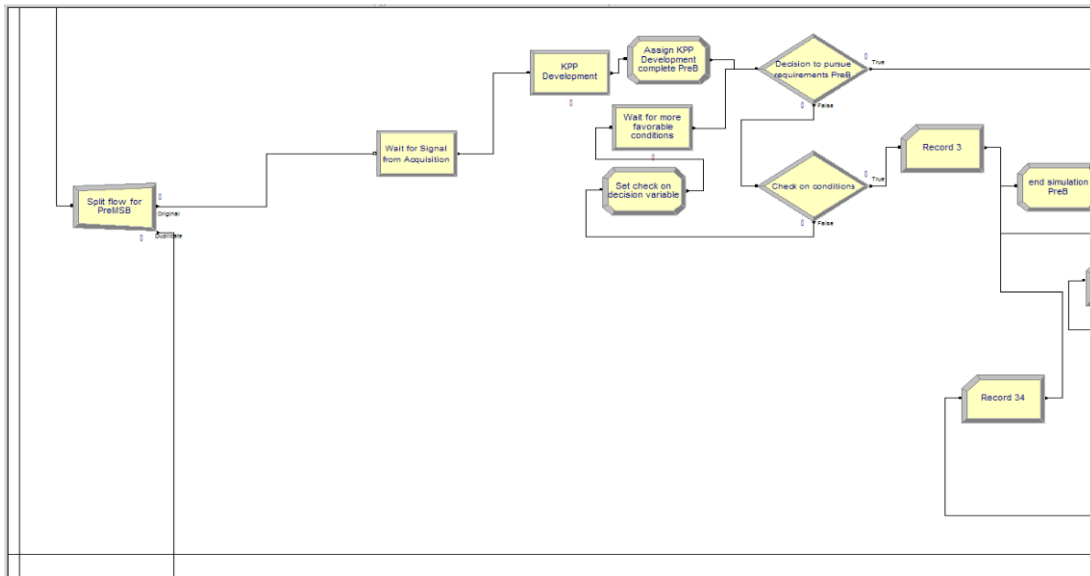 Split flow for
PreMSB
Original
Duplicate
Wait for Signal
from Acquisition
KPP
Development
Assign KPP
Development
complete PreB
Wait for more
favorable
conditions
Set check on
decision variable
Decision to pursue
requirements PreB
True
False
Check on conditions
True
False
Record 3
end simulation
PreB
Record 34